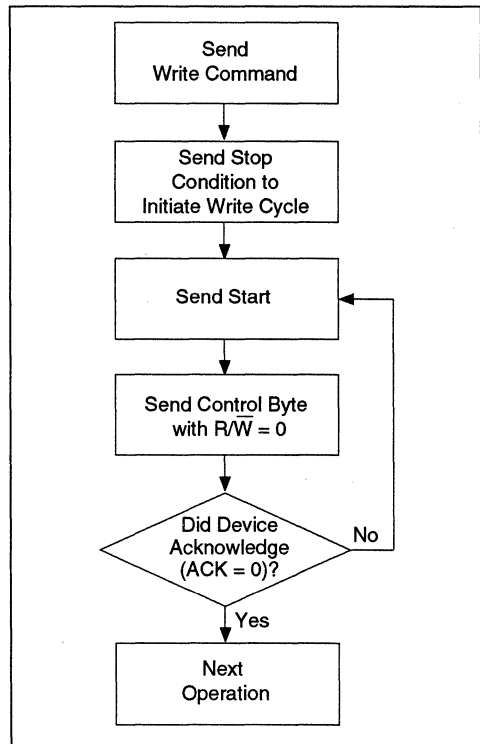 Send
Write Command
Send Stop
Condition to
Initiate Write Cycle
Send Start
Send Control Byte
with R/W̅ = 0
Did Device
Acknowledge
(ACK = 0)?
No
Yes
Next
Operation